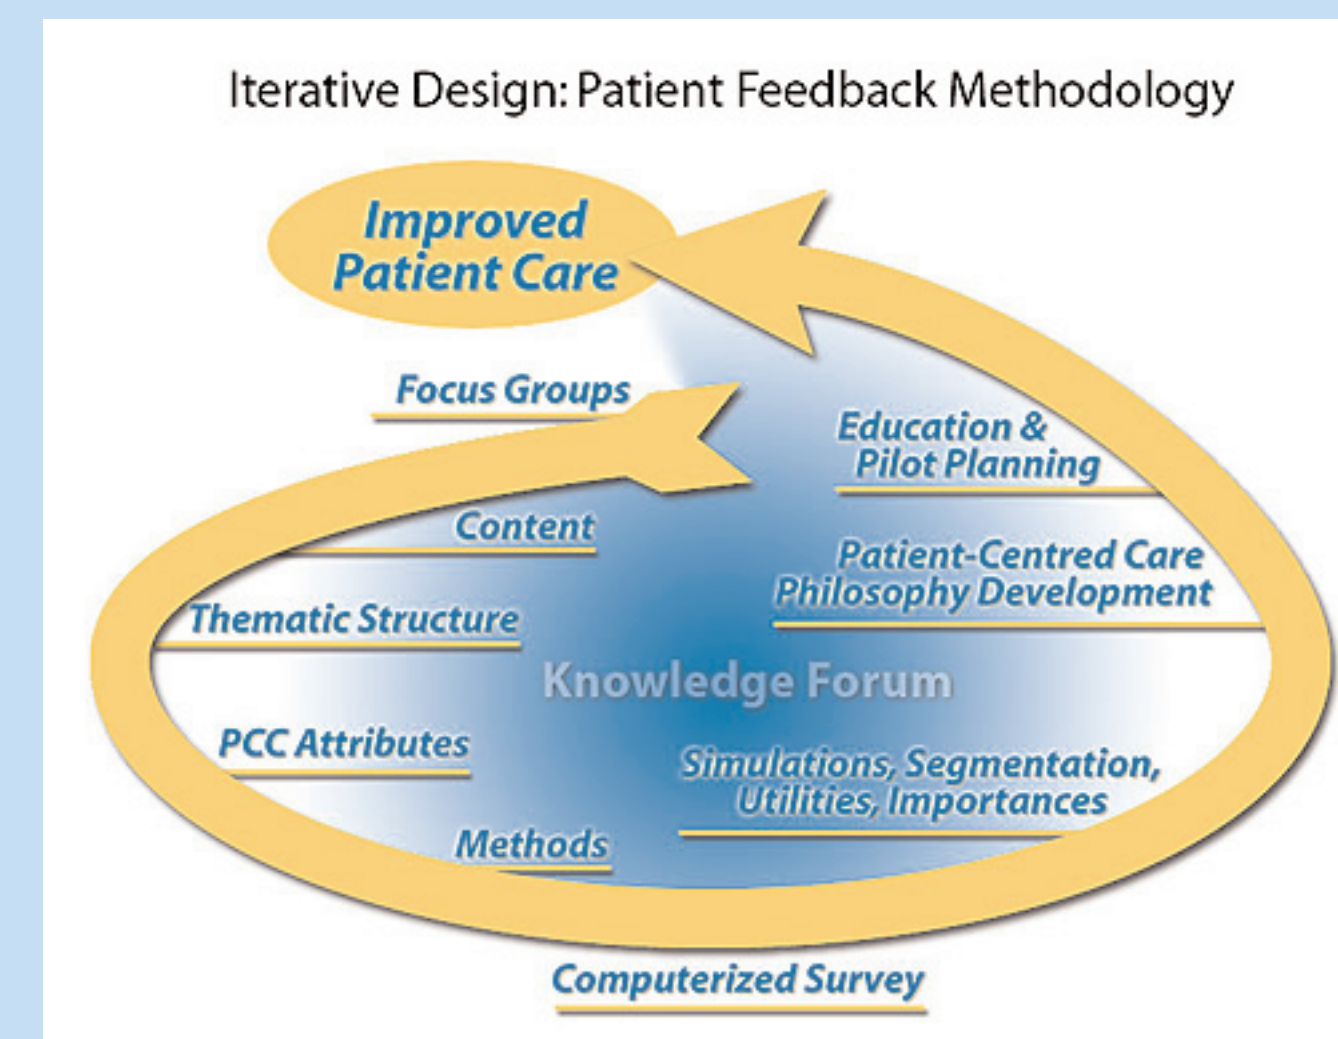 Iterative Design: Patient Feedback Methodology
Improved
Patient Care
Focus Groups
Content
Thematic Structure
PCC Attributes
Methods
Computerized Survey
Simulations, Segmentation,
Utilities, Importances
Patient-Centred Care
Philosophy Development
Education &
Pilot Planning
Knowledge Forum